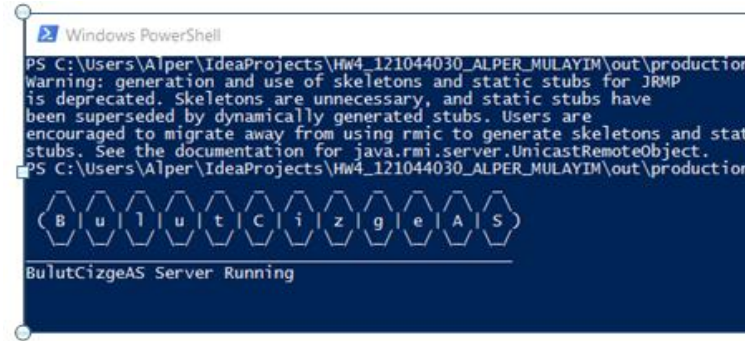 Windows PowerShell
PS C:\Users\Alper\IdeaProjects\HW4_121044030_ALPER_MULAYIM\out\production
Warning: generation and use of skeletons and static stubs for JRMP
is deprecated. Skeletons are unnecessary, and static stubs have
been superseded by dynamically generated stubs. Users are
encouraged to migrate away from using rmic to generate skeletons and stat
stubs. See the documentation for java.rmi.server.UnicastRemoteObject.
PS C:\Users\Alper\IdeaProjects\HW4_121044030_ALPER_MULAYIM\out\production
( B | u | l | u | t | C | i | z | g | e | A | S )
BulutCizgeAS Server Running